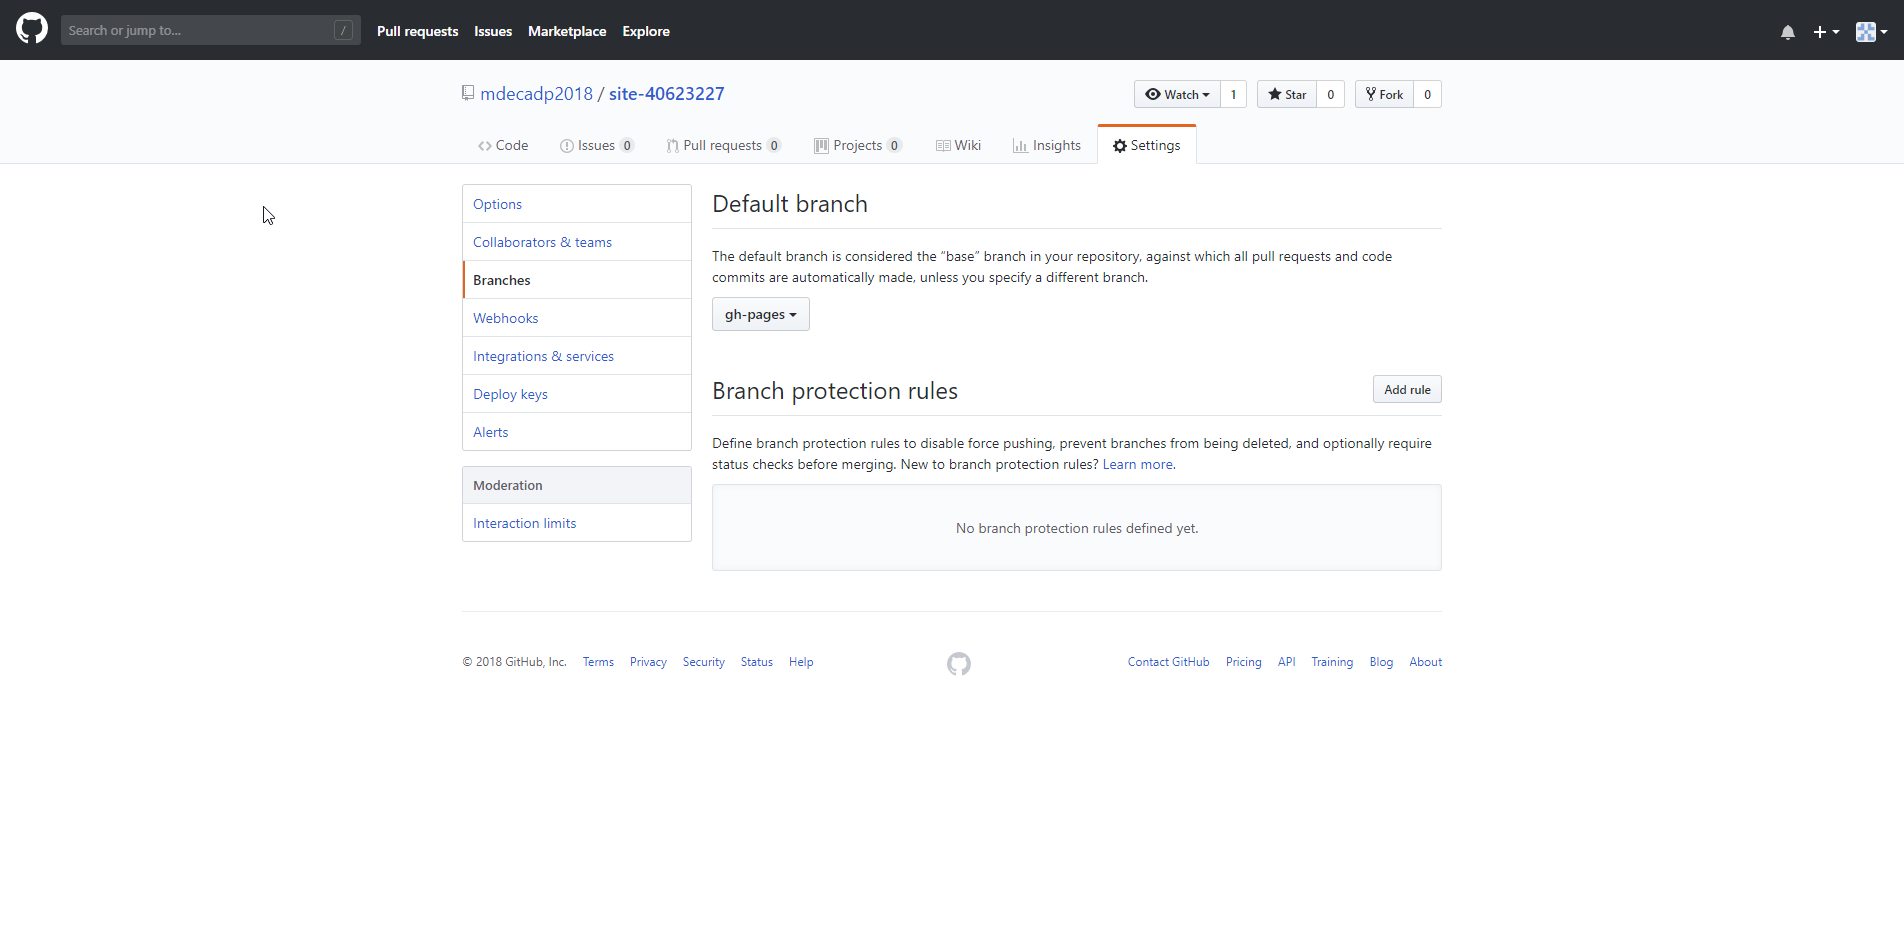 Search or jump to...
/
Pull requests Issues Marketplace Explore
mdecadp2018 / site-40623227
Watch 1 Star 0 Fork 0
Code Issues 0 Pull requests 0 Projects 0 Wiki Insights Settings
Options
Collaborators & teams
Branches
Webhooks
Integrations & services
Deploy keys
Alerts
Moderation
Interaction limits
Default branch
The default branch is considered the “base” branch in your repository, against which all pull requests and code
commits are automatically made, unless you specify a different branch.
gh-pages
Branch protection rules
Add rule
Define branch protection rules to disable force pushing, prevent branches from being deleted, and optionally require
status checks before merging. New to branch protection rules? Learn more.
No branch protection rules defined yet.
© 2018 GitHub, Inc. Terms Privacy Security Status Help
Contact GitHub Pricing API Training Blog About